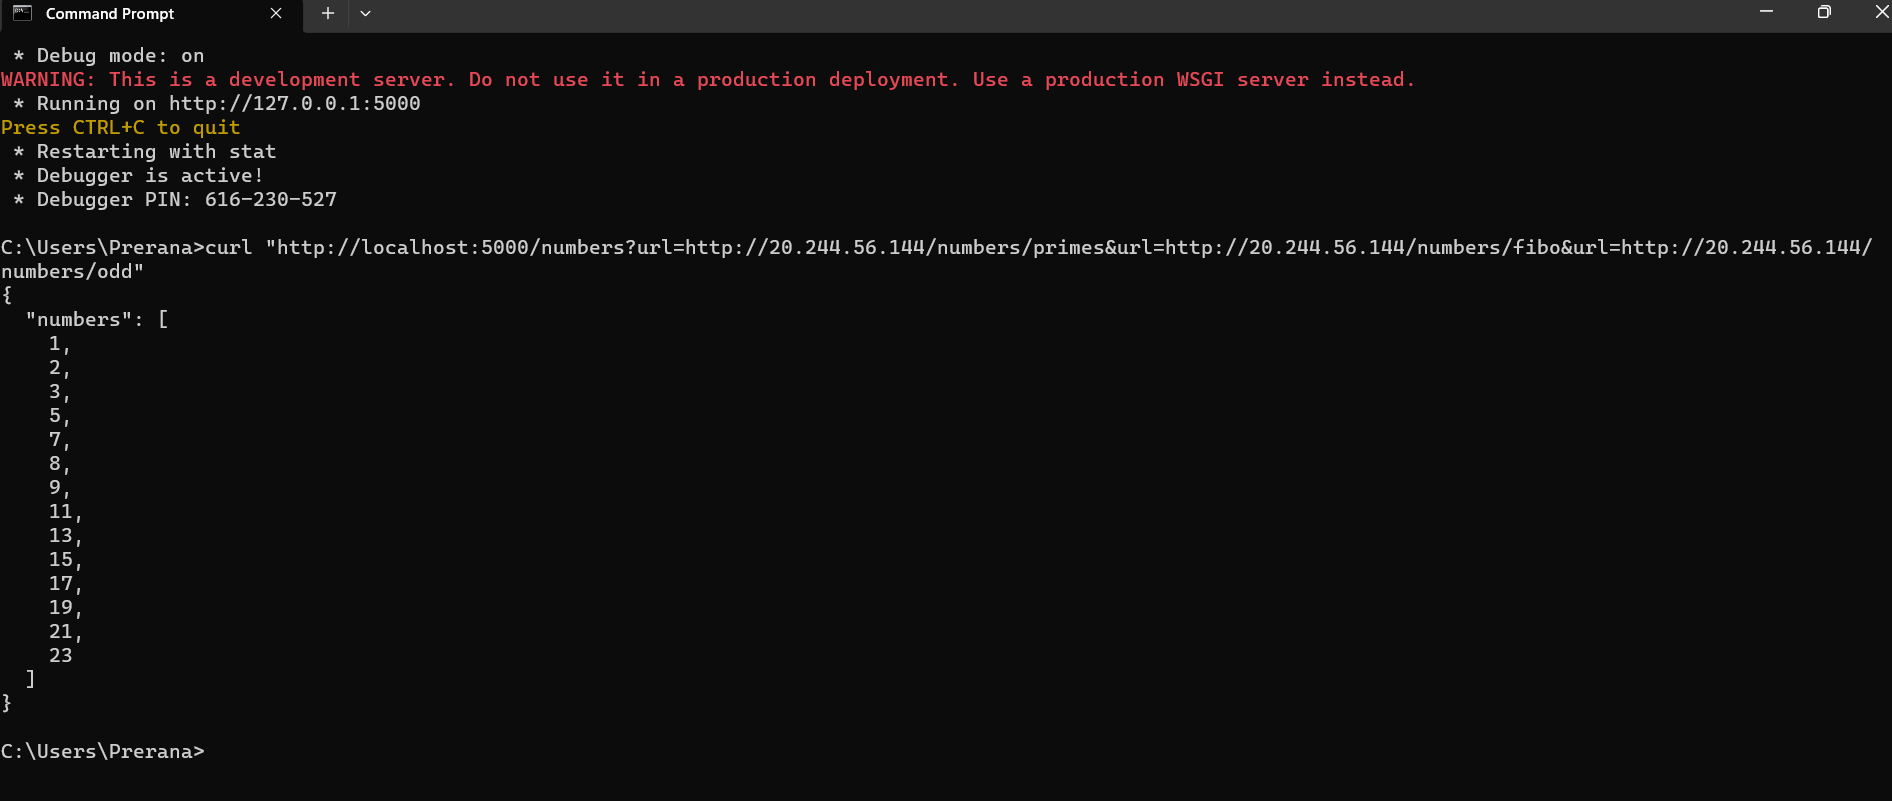 Command Prompt
* Debug mode: on
WARNING: This is a development server. Do not use it in a production deployment. Use a production WSGI server instead.
* Running on http://127.0.0.1:5000
Press CTRL+C to quit
* Restarting with stat
* Debugger is active!
* Debugger PIN: 616-230-527
C:\Users\Prerana>curl "http://localhost:5000/numbers?url=http://20.244.56.144/numbers/primes&url=http://20.244.56.144/numbers/fibo&url=http://20.244.56.144/
numbers/odd"
{
  "numbers": [
    1,
    2,
    3,
    5,
    7,
    8,
    9,
    11,
    13,
    15,
    17,
    19,
    21,
    23
  ]
}
C:\Users\Prerana>